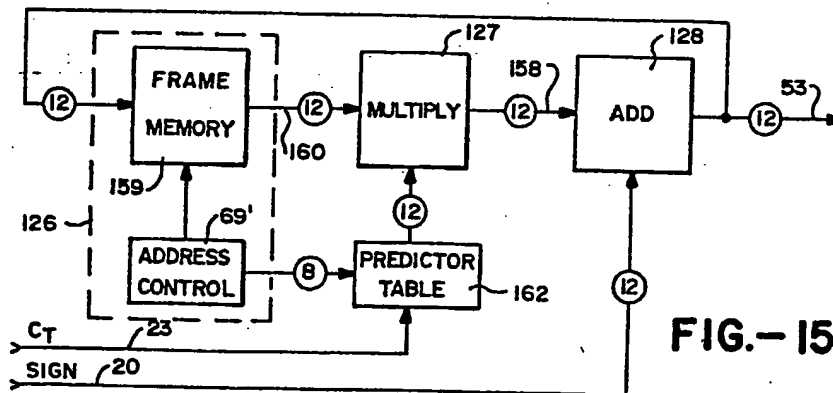 127
158
128
53
FRAME
MEMORY
12
12
MULTIPLY
12
ADD
12
160
159
12
126
69'
ADDRESS
CONTROL
8
PREDICTOR
TABLE
162
12
CT
23
SIGN
20
FIG.-15